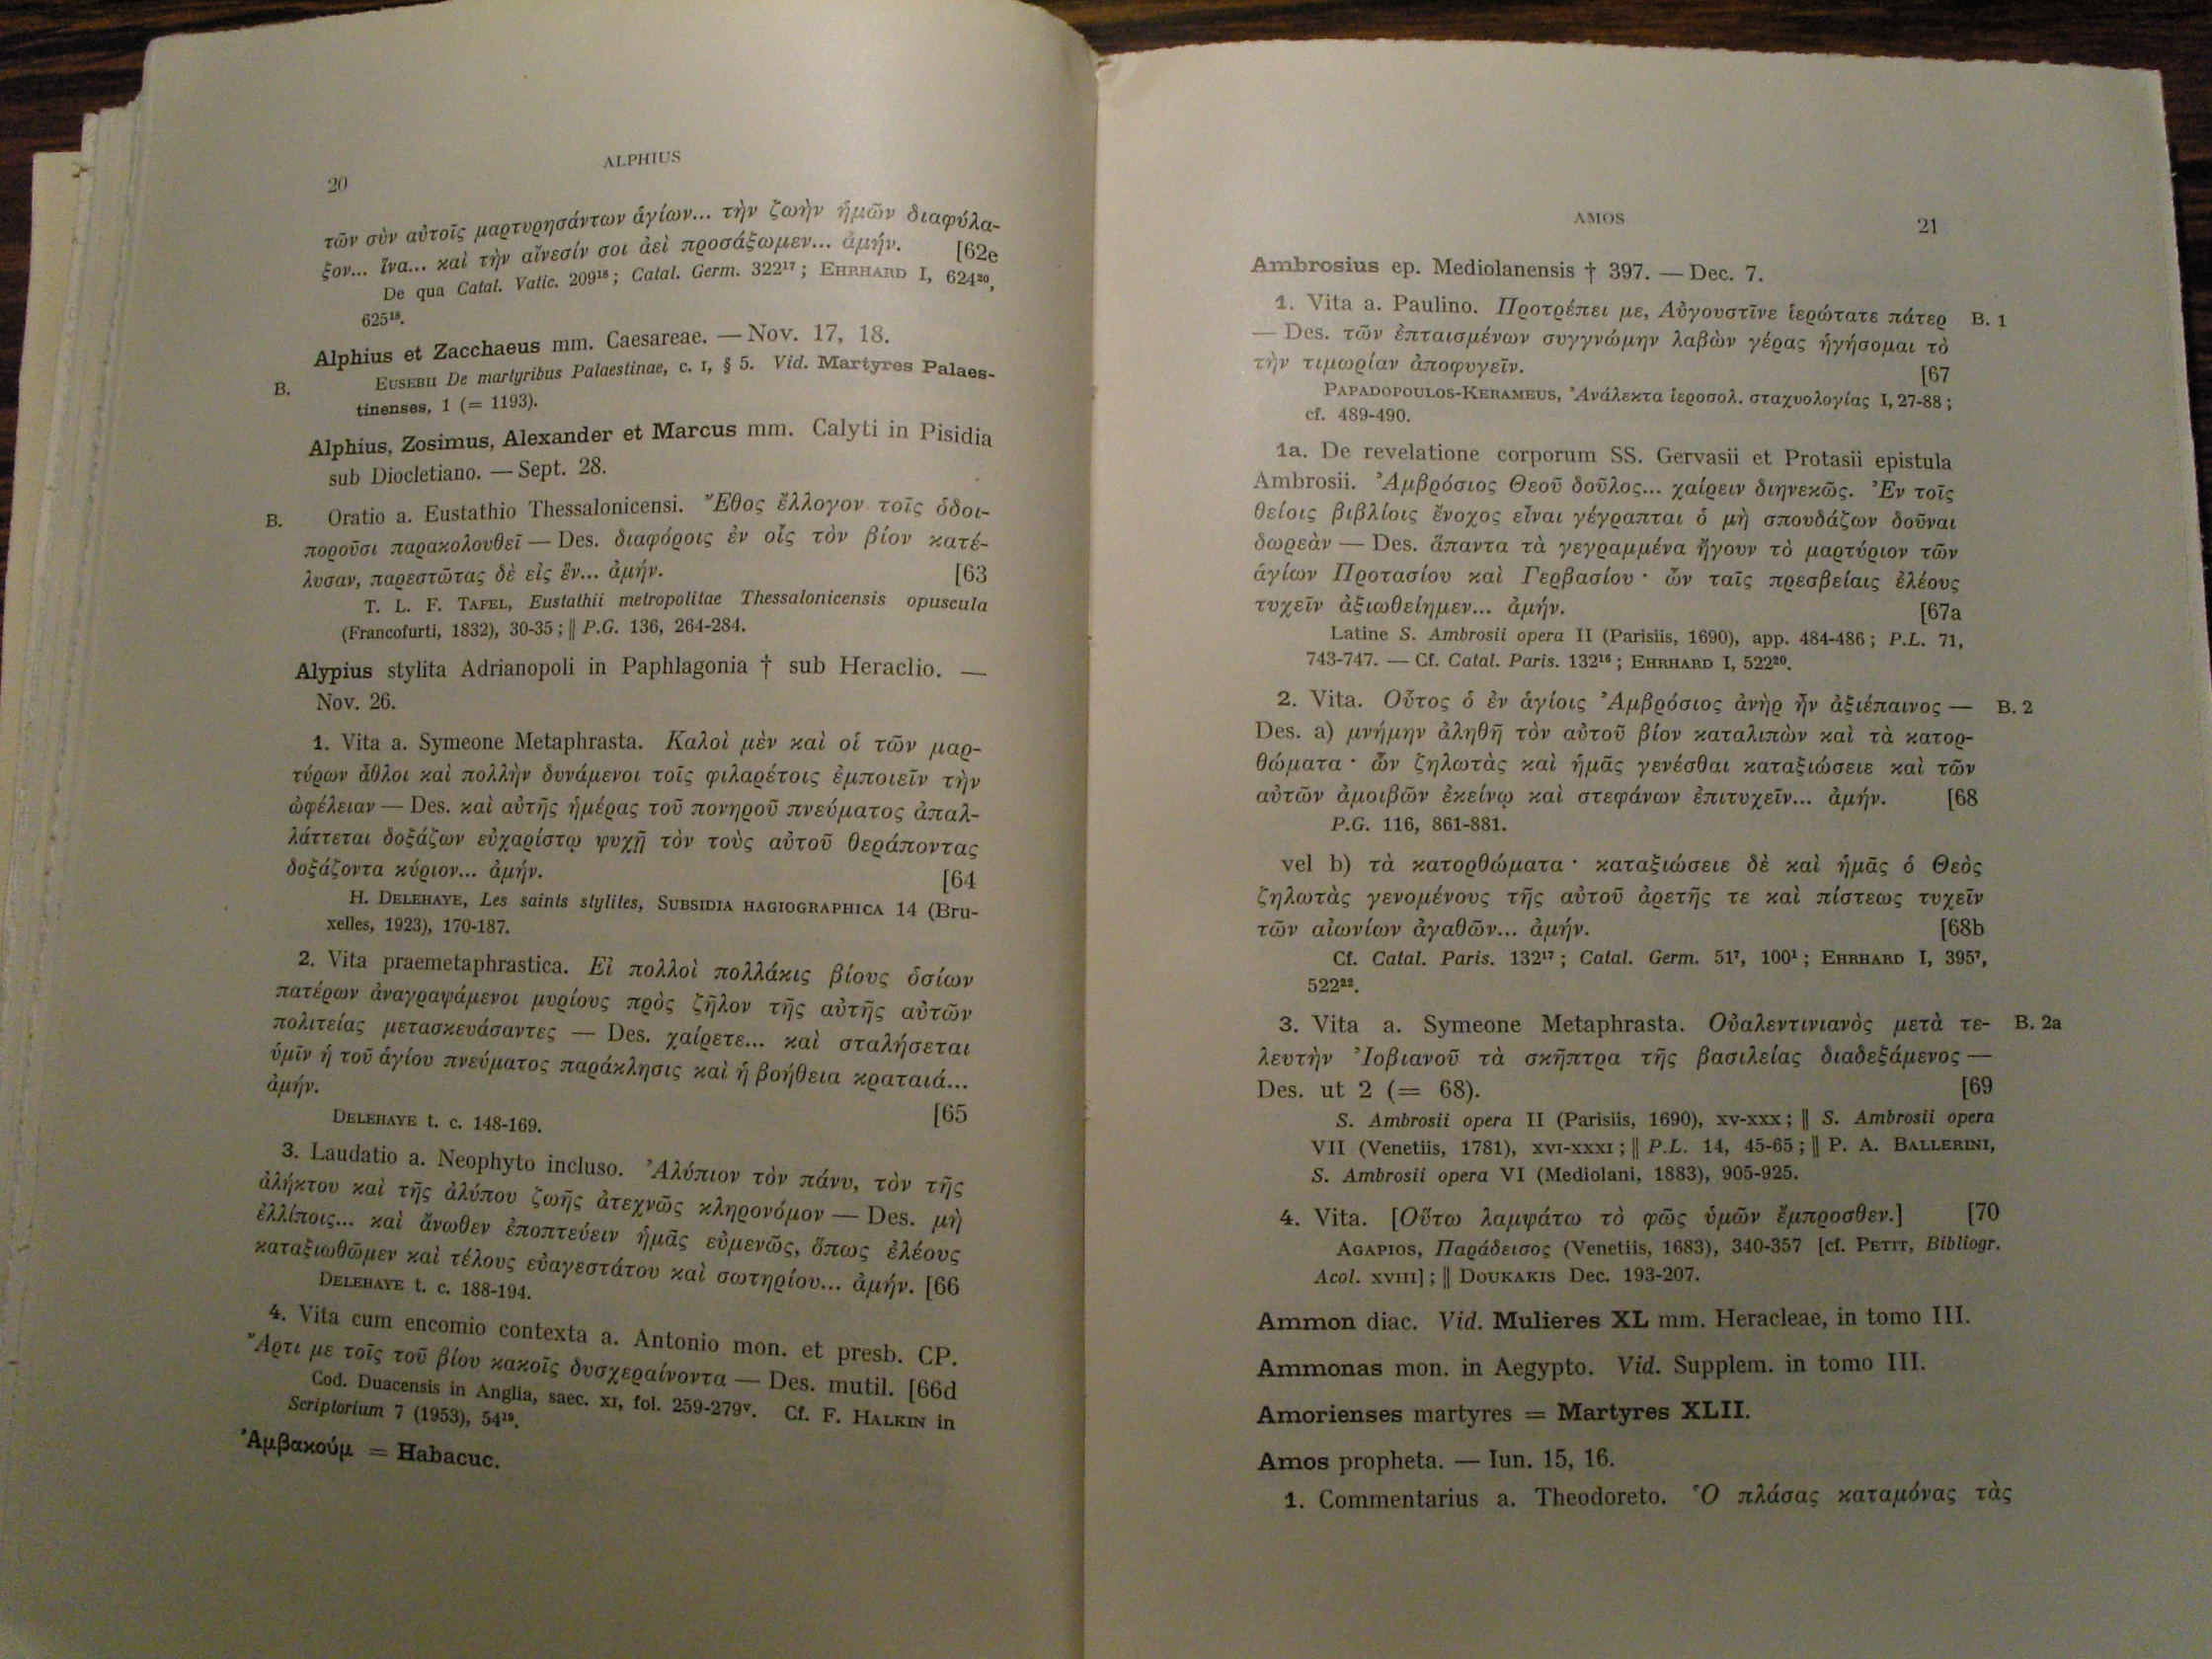 20
ALPHIUS
τῶν σὺν αὐτοῖς μαρτυρησάντων ἁγίων... τὴν ζωὴν ἡμῶν διαφύλα-
ξον... ἵνα... καὶ τὴν αἴνεσίν σοι ἀεὶ προσάξωμεν... ἀμήν. [62e
De qua Catal. Vatic. 209¹⁸ ; Catal. Germ. 322¹⁷ ; EHRHARD I, 624²⁰,
625¹⁸.
Alphius et Zacchaeus mm. Caesareae. — Nov. 17, 18.
B. EUSEBII De martyribus Palaestinae, c. I, § 5. Vid. Martyres Palaes-
tinenses, 1 (= 1193).
Alphius, Zosimus, Alexander et Marcus mm. Calyti in Pisidia
sub Diocletiano. — Sept. 28.
B. Oratio a. Eustathio Thessalonicensi. Ἔθος ἔλλογον τοῖς ὁδοι-
ποροῦσι παρακολουθεῖ — Des. διαφόροις ἐν οἷς τὸν βίον κατέ-
λυσαν, παρεστῶτας δὲ εἰς ἓν... ἀμήν. [63
T. L. F. TAFEL, Eustathii metropolitae Thessalonicensis opuscula
(Francofurti, 1832), 30-35 ; || P.G. 136, 264-284.
Alypius stylita Adrianopoli in Paphlagonia † sub Heraclio. —
Nov. 26.
1. Vita a. Symeone Metaphrasta. Καλοὶ μὲν καὶ οἱ τῶν μαρ-
τύρων ἆθλοι καὶ πολλὴν δυνάμενοι τοῖς φιλαρέτοις ἐμποιεῖν τὴν
ὠφέλειαν — Des. καὶ αὐτῆς ἡμέρας τοῦ πονηροῦ πνεύματος ἀπαλ-
λάττεται δοξάζων εὐχαρίστῳ ψυχῇ τὸν τοὺς αὐτοῦ θεράποντας
δοξάζοντα κύριον... ἀμήν. [64
H. DELEHAYE, Les saints stylites, SUBSIDIA HAGIOGRAPHICA 14 (Bru-
xelles, 1923), 170-187.
2. Vita praemetaphrastica. Εἰ πολλοὶ πολλάκις βίους ὁσίων
πατέρων ἀναγραψάμενοι μυρίους πρὸς ζῆλον τῆς αὐτῆς αὐτῶν
πολιτείας μετασκευάσαντες — Des. χαίρετε... καὶ σταλήσεται
ὑμῖν ἡ τοῦ ἁγίου πνεύματος παράκλησις καὶ ἡ βοήθεια κραταιά...
ἀμήν. [65
DELEHAYE t. c. 148-169.
3. Laudatio a. Neophyto incluso. Ἀλύπιον τὸν πάνυ, τὸν τῆς
ἀλήκτου καὶ τῆς ἀλύπου ζωῆς ἀτεχνῶς κληρονόμον — Des. μὴ
ἐλλίποις... καὶ ἄνωθεν ἐποπτεύειν ἡμᾶς εὐμενῶς, ὅπως ἐλέους
καταξιωθῶμεν καὶ τέλους εὐαγεστάτου καὶ σωτηρίου... ἀμήν. [66
DELEHAYE t. c. 188-194.
4. Vita cum encomio contexta a. Antonio mon. et presb. CP.
Ἄρτι με τοῖς τοῦ βίου κακοῖς δυσχεραίνοντα — Des. mutil. [66d
Cod. Duacensis in Anglia, saec. XI, fol. 259-279ᵛ. Cf. F. HALKIN in
Scriptorium 7 (1953), 54¹⁹.
Ἀμβακούμ = Habacuc.
AMOS
21
Ambrosius ep. Mediolanensis † 397. — Dec. 7.
1. Vita a. Paulino. Προτρέπει με, Αὐγουστῖνε ἱερώτατε πάτερ B. 1
— Des. τῶν ἐπταισμένων συγγνώμην λαβὼν γέρας ἡγήσομαι τὸ
τὴν τιμωρίαν ἀποφυγεῖν. [67
PAPADOPOULOS-KERAMEUS, Ἀνάλεκτα ἱεροσολ. σταχυολογίας I, 27-88 ;
cf. 489-490.
1a. De revelatione corporum SS. Gervasii et Protasii epistula
Ambrosii. Ἀμβρόσιος Θεοῦ δοῦλος... χαίρειν διηνεκῶς. Ἐν τοῖς
θείοις βιβλίοις ἔνοχος εἶναι γέγραπται ὁ μὴ σπουδάζων δοῦναι
δωρεὰν — Des. ἅπαντα τὰ γεγραμμένα ἤγουν τὸ μαρτύριον τῶν
ἁγίων Προτασίου καὶ Γερβασίου · ὧν ταῖς πρεσβείαις ἐλέους
τυχεῖν ἀξιωθείημεν... ἀμήν. [67a
Latine S. Ambrosii opera II (Parisiis, 1690), app. 484-486 ; P.L. 71,
743-747. — Cf. Catal. Paris. 132¹⁶ ; EHRHARD I, 522²⁰.
2. Vita. Οὗτος ὁ ἐν ἁγίοις Ἀμβρόσιος ἀνὴρ ἦν ἀξιέπαινος — B. 2
Des. a) μνήμην ἀληθῆ τὸν αὐτοῦ βίον καταλιπὼν καὶ τὰ κατορ-
θώματα · ὧν ζηλωτὰς καὶ ἡμᾶς γενέσθαι καταξιώσειε καὶ τῶν
αὐτῶν ἀμοιβῶν ἐκείνῳ καὶ στεφάνων ἐπιτυχεῖν... ἀμήν. [68
P.G. 116, 861-881.
vel b) τὰ κατορθώματα · καταξιώσειε δὲ καὶ ἡμᾶς ὁ Θεὸς
ζηλωτὰς γενομένους τῆς αὐτοῦ ἀρετῆς τε καὶ πίστεως τυχεῖν
τῶν αἰωνίων ἀγαθῶν... ἀμήν. [68b
Cf. Catal. Paris. 132¹⁷ ; Catal. Germ. 51⁷, 100¹ ; EHRHARD I, 395⁷,
522²².
3. Vita a. Symeone Metaphrasta. Οὐαλεντινιανὸς μετὰ τε- B. 2a
λευτὴν Ἰοβιανοῦ τὰ σκῆπτρα τῆς βασιλείας διαδεξάμενος —
Des. ut 2 (= 68). [69
S. Ambrosii opera II (Parisiis, 1690), XV-XXX ; || S. Ambrosii opera
VII (Venetiis, 1781), XVI-XXXI ; || P.L. 14, 45-65 ; || P. A. BALLERINI,
S. Ambrosii opera VI (Mediolani, 1883), 905-925.
4. Vita. [Οὕτω λαμψάτω τὸ φῶς ὑμῶν ἔμπροσθεν.] [70
AGAPIOS, Παράδεισος (Venetiis, 1683), 340-357 [cf. PETIT, Bibliogr.
Acol. XVIII] ; || DOUKAKIS Dec. 193-207.
Ammon diac. Vid. Mulieres XL mm. Heracleae, in tomo III.
Ammonas mon. in Aegypto. Vid. Supplem. in tomo III.
Amorienses martyres = Martyres XLII.
Amos propheta. — Iun. 15, 16.
1. Commentarius a. Theodoreto. Ὁ πλάσας καταμόνας τὰς